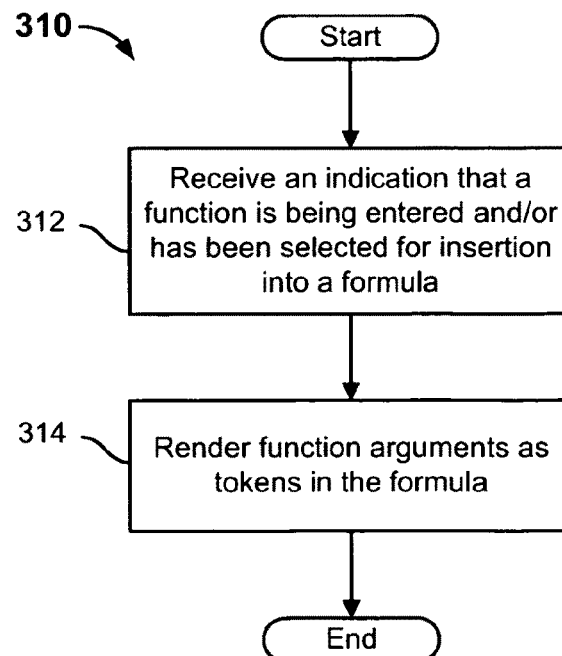 310
Start
312
Receive an indication that a
function is being entered and/or
has been selected for insertion
into a formula
314
Render function arguments as
tokens in the formula
End